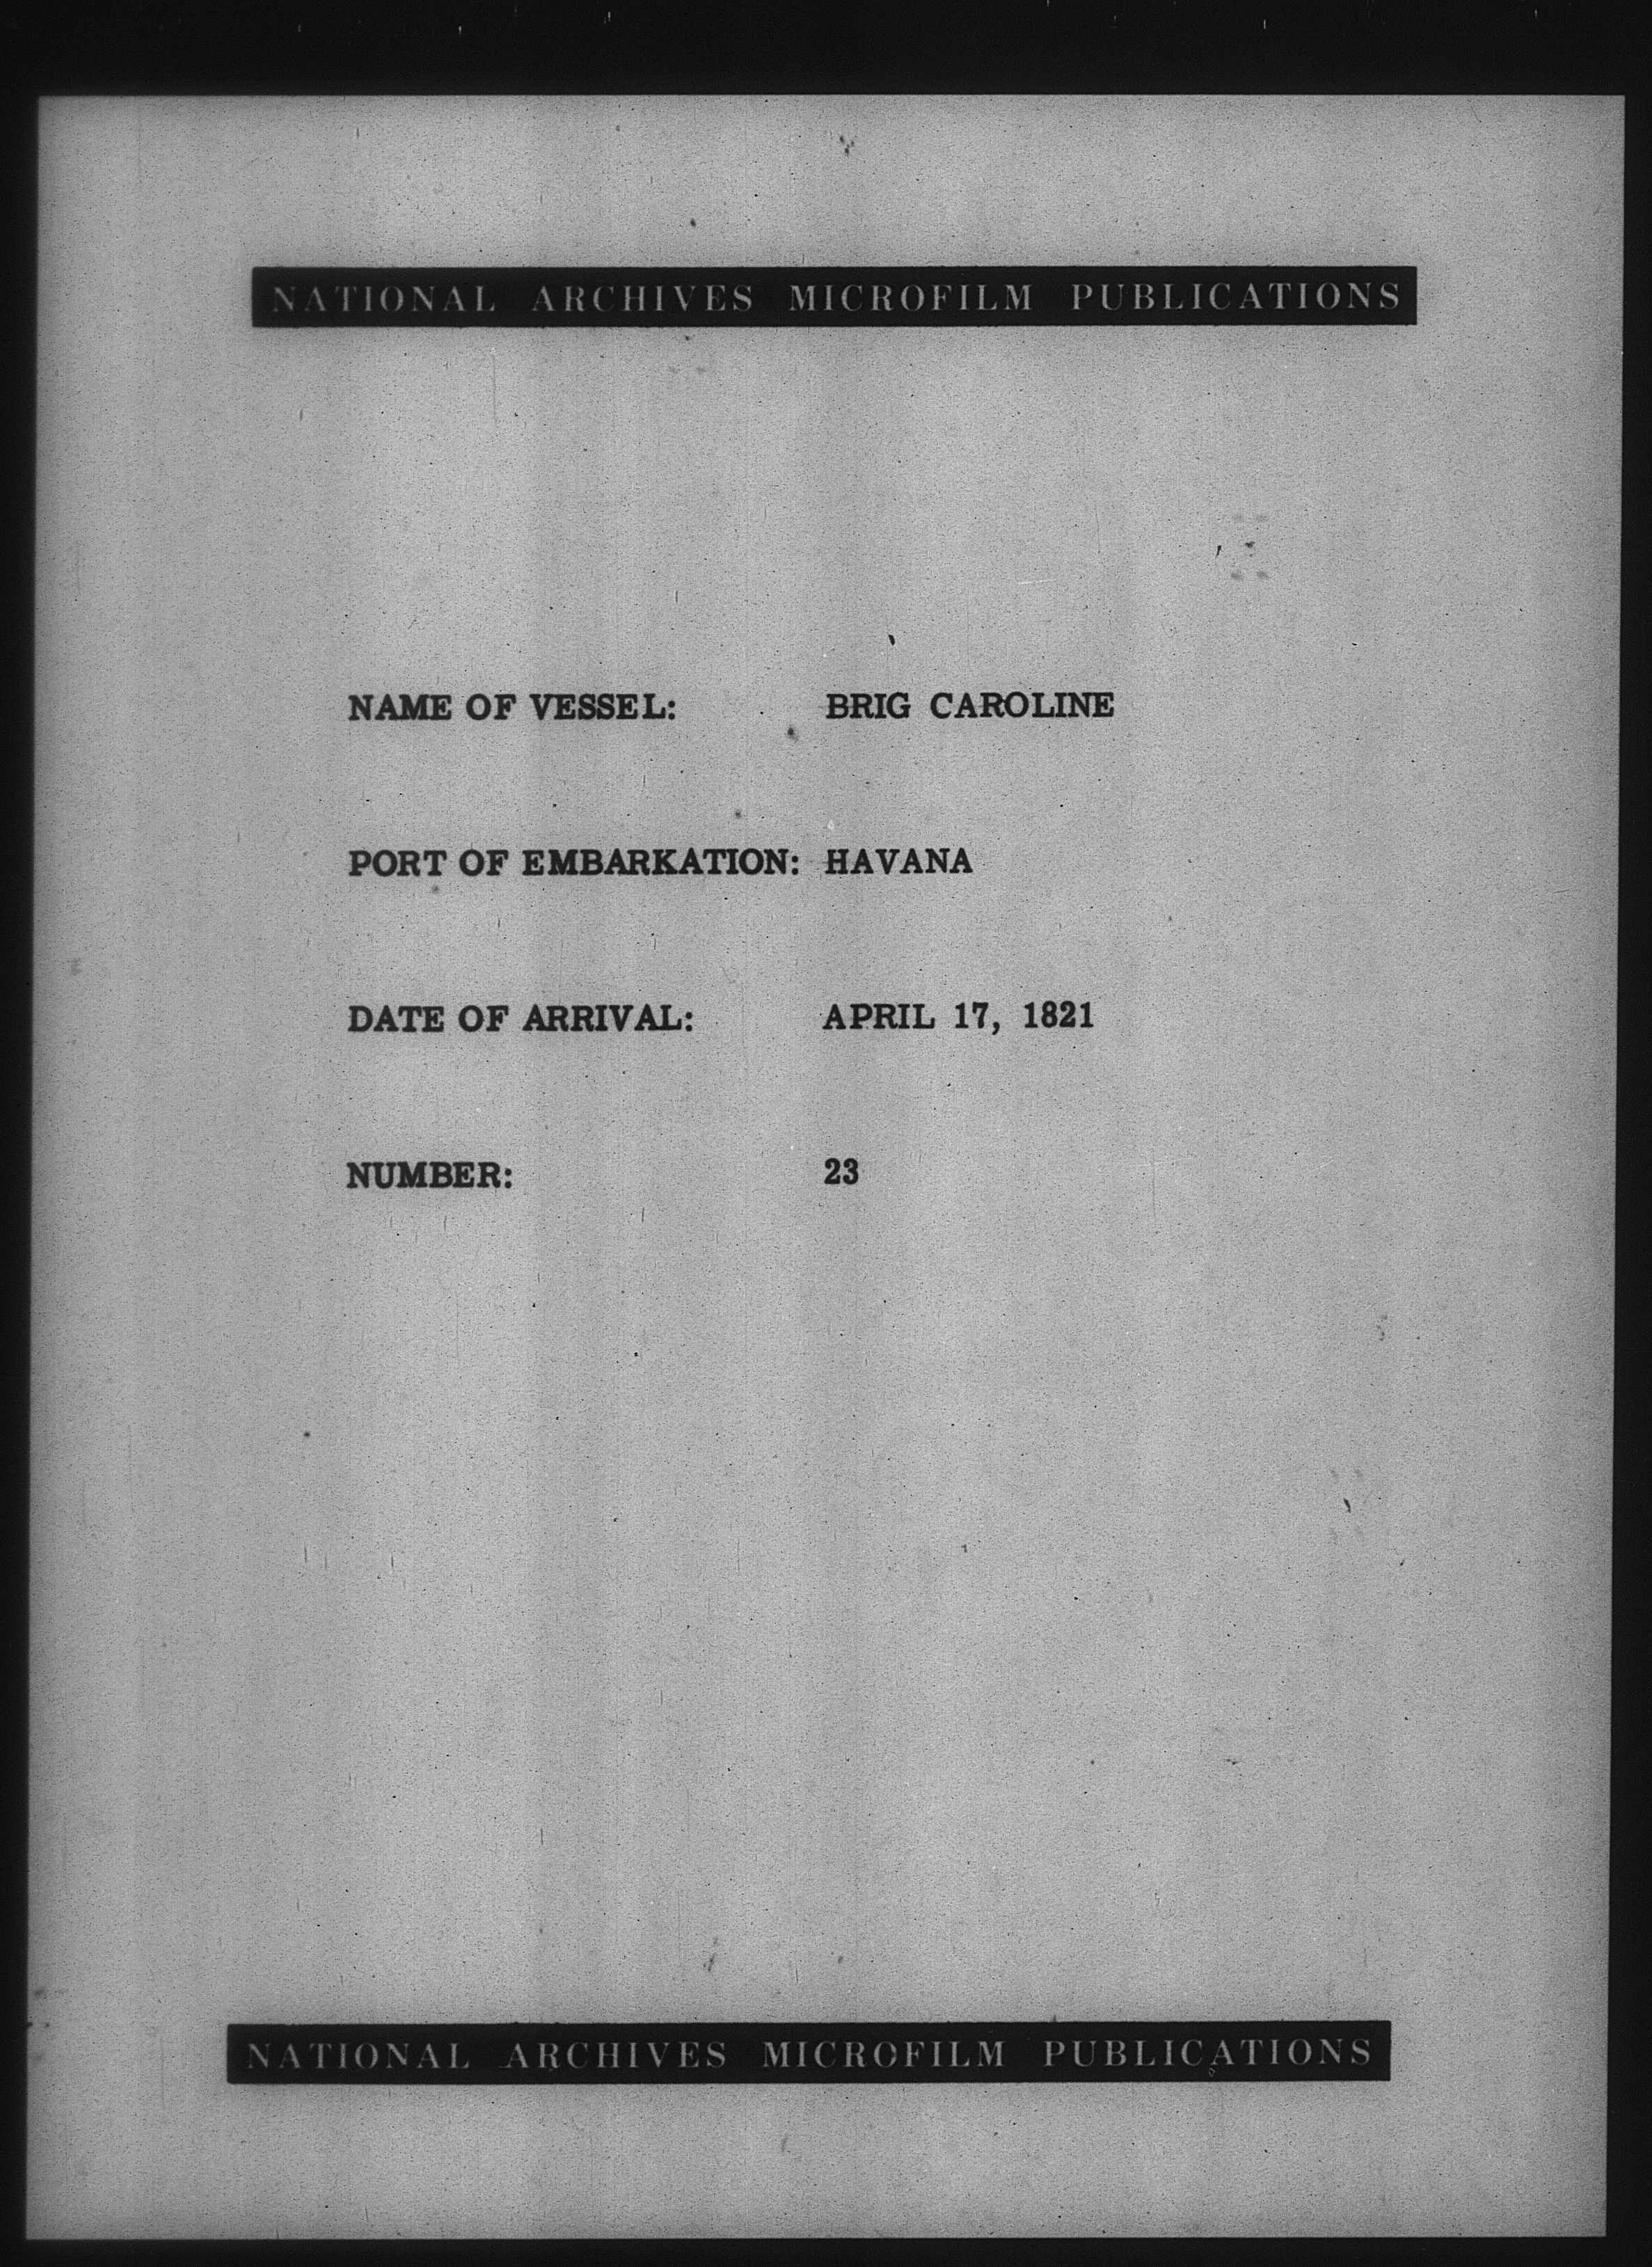 NATIONAL ARCHIVES MICROFILM PUBLICATIONS
NAME OF VESSEL: BRIG CAROLINE
PORT OF EMBARKATION: HAVANA
DATE OF ARRIVAL: APRIL 17, 1821
NUMBER: 23
NATIONAL ARCHIVES MICROFILM PUBLICATIONS